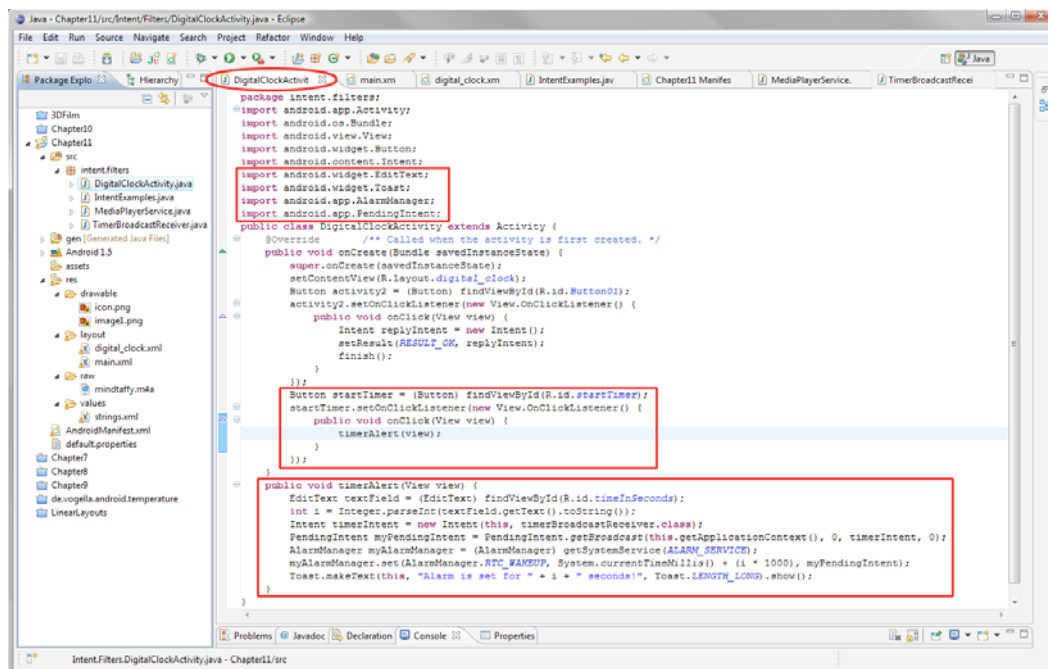 Java - Chapter11/src/Intent/Filters/DigitalClockActivity.java - Eclipse
File Edit Run Source Navigate Search Project Refactor Window Help
Java
Package Explo Hierarchy
DigitalClockActivit main.xm digital_clock.xm IntentExamples.jav Chapter11 Manifes MediaPlayerService. TimerBroadcastRecei
3DFilm
Chapter10
Chapter11
src
intent.filters
DigitalClockActivity.java
IntentExamples.java
MediaPlayerService.java
TimerBroadcastReceiver.java
gen [Generated Java Files]
Android 1.5
assets
res
drawable
icon.png
image1.png
layout
digital_clock.xml
main.xml
raw
mindtaffy.m4a
values
strings.xml
AndroidManifest.xml
default.properties
Chapter7
Chapter8
Chapter9
de.vogella.android.temperature
LinearLayouts
package intent.filters;
import android.app.Activity;
import android.os.Bundle;
import android.view.View;
import android.widget.Button;
import android.content.Intent;
import android.widget.EditText;
import android.widget.Toast;
import android.app.AlarmManager;
import android.app.PendingIntent;
public class DigitalClockActivity extends Activity {
@Override /** Called when the activity is first created. */
public void onCreate(Bundle savedInstanceState) {
super.onCreate(savedInstanceState);
setContentView(R.layout.digital_clock);
Button activity2 = (Button) findViewById(R.id.Button01);
activity2.setOnClickListener(new View.OnClickListener() {
public void onClick(View view) {
Intent replyIntent = new Intent();
setResult(RESULT_OK, replyIntent);
finish();
}
});
Button startTimer = (Button) findViewById(R.id.startTimer);
startTimer.setOnClickListener(new View.OnClickListener() {
public void onClick(View view) {
timerAlert(view);
}
});
}
public void timerAlert(View view) {
EditText textField = (EditText) findViewById(R.id.timeInSeconds);
int i = Integer.parseInt(textField.getText().toString());
Intent timerIntent = new Intent(this, timerBroadcastReceiver.class);
PendingIntent myPendingIntent = PendingIntent.getBroadcast(this.getApplicationContext(), 0, timerIntent, 0);
AlarmManager myAlarmManager = (AlarmManager) getSystemService(ALARM_SERVICE);
myAlarmManager.set(AlarmManager.RTC_WAKEUP, System.currentTimeMillis() + (i * 1000), myPendingIntent);
Toast.makeText(this, "Alarm is set for " + i + " seconds!", Toast.LENGTH_LONG).show();
}
}
Problems Javadoc Declaration Console Properties
Intent.Filters.DigitalClockActivity.java - Chapter11/src